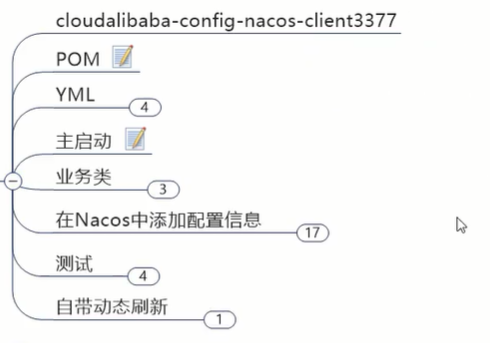 cloudalibaba-config-nacos-client3377
POM
YML
4
主启动
业务类
3
在Nacos中添加配置信息
17
测试
4
自带动态刷新
1